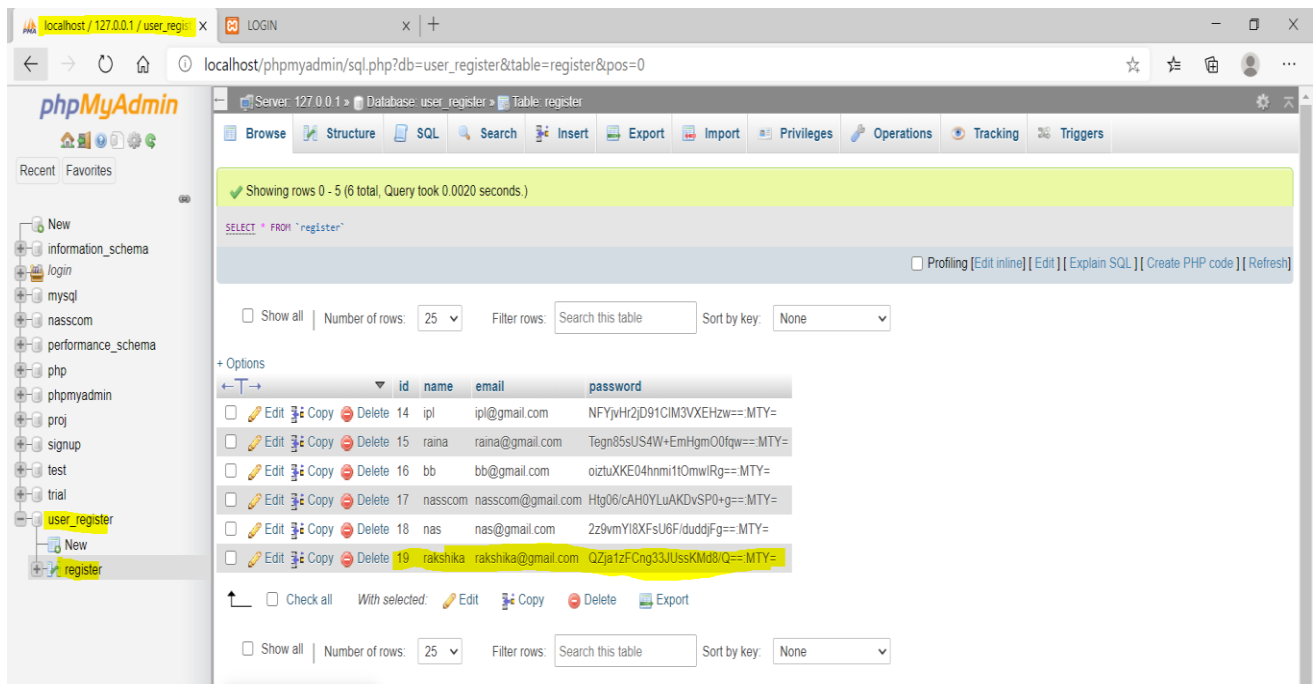 localhost / 127.0.0.1 / user_regist
LOGIN
localhost/phpmyadmin/sql.php?db=user_register&table=register&pos=0
phpMyAdmin
Recent Favorites
New
information_schema
login
mysql
nasscom
performance_schema
php
phpmyadmin
proj
signup
test
trial
user_register
New
register
Server: 127.0.0.1 » Database: user_register » Table: register
Browse Structure SQL Search Insert Export Import Privileges Operations Tracking Triggers
Showing rows 0 - 5 (6 total, Query took 0.0020 seconds.)
SELECT * FROM `register`
Profiling [Edit inline] [ Edit ] [ Explain SQL ] [ Create PHP code ] [ Refresh]
Show all | Number of rows: 25 Filter rows: Search this table Sort by key: None
+ Options
←T→ id name email password
Edit Copy Delete 14 ipl ipl@gmail.com NFYjvHr2jD91ClM3VXEHzw==:MTY=
Edit Copy Delete 15 raina raina@gmail.com Tegn85sUS4W+EmHgmO0fqw==:MTY=
Edit Copy Delete 16 bb bb@gmail.com oiztuXKE04hnmi1tOmwIRg==:MTY=
Edit Copy Delete 17 nasscom nasscom@gmail.com Htg06/cAH0YLuAKDvSP0+g==:MTY=
Edit Copy Delete 18 nas nas@gmail.com 2z9vmYI8XFsU6F/duddjFg==:MTY=
Edit Copy Delete 19 rakshika rakshika@gmail.com QZja1zFCng33JUssKMd8/Q==:MTY=
Check all With selected: Edit Copy Delete Export
Show all | Number of rows: 25 Filter rows: Search this table Sort by key: None